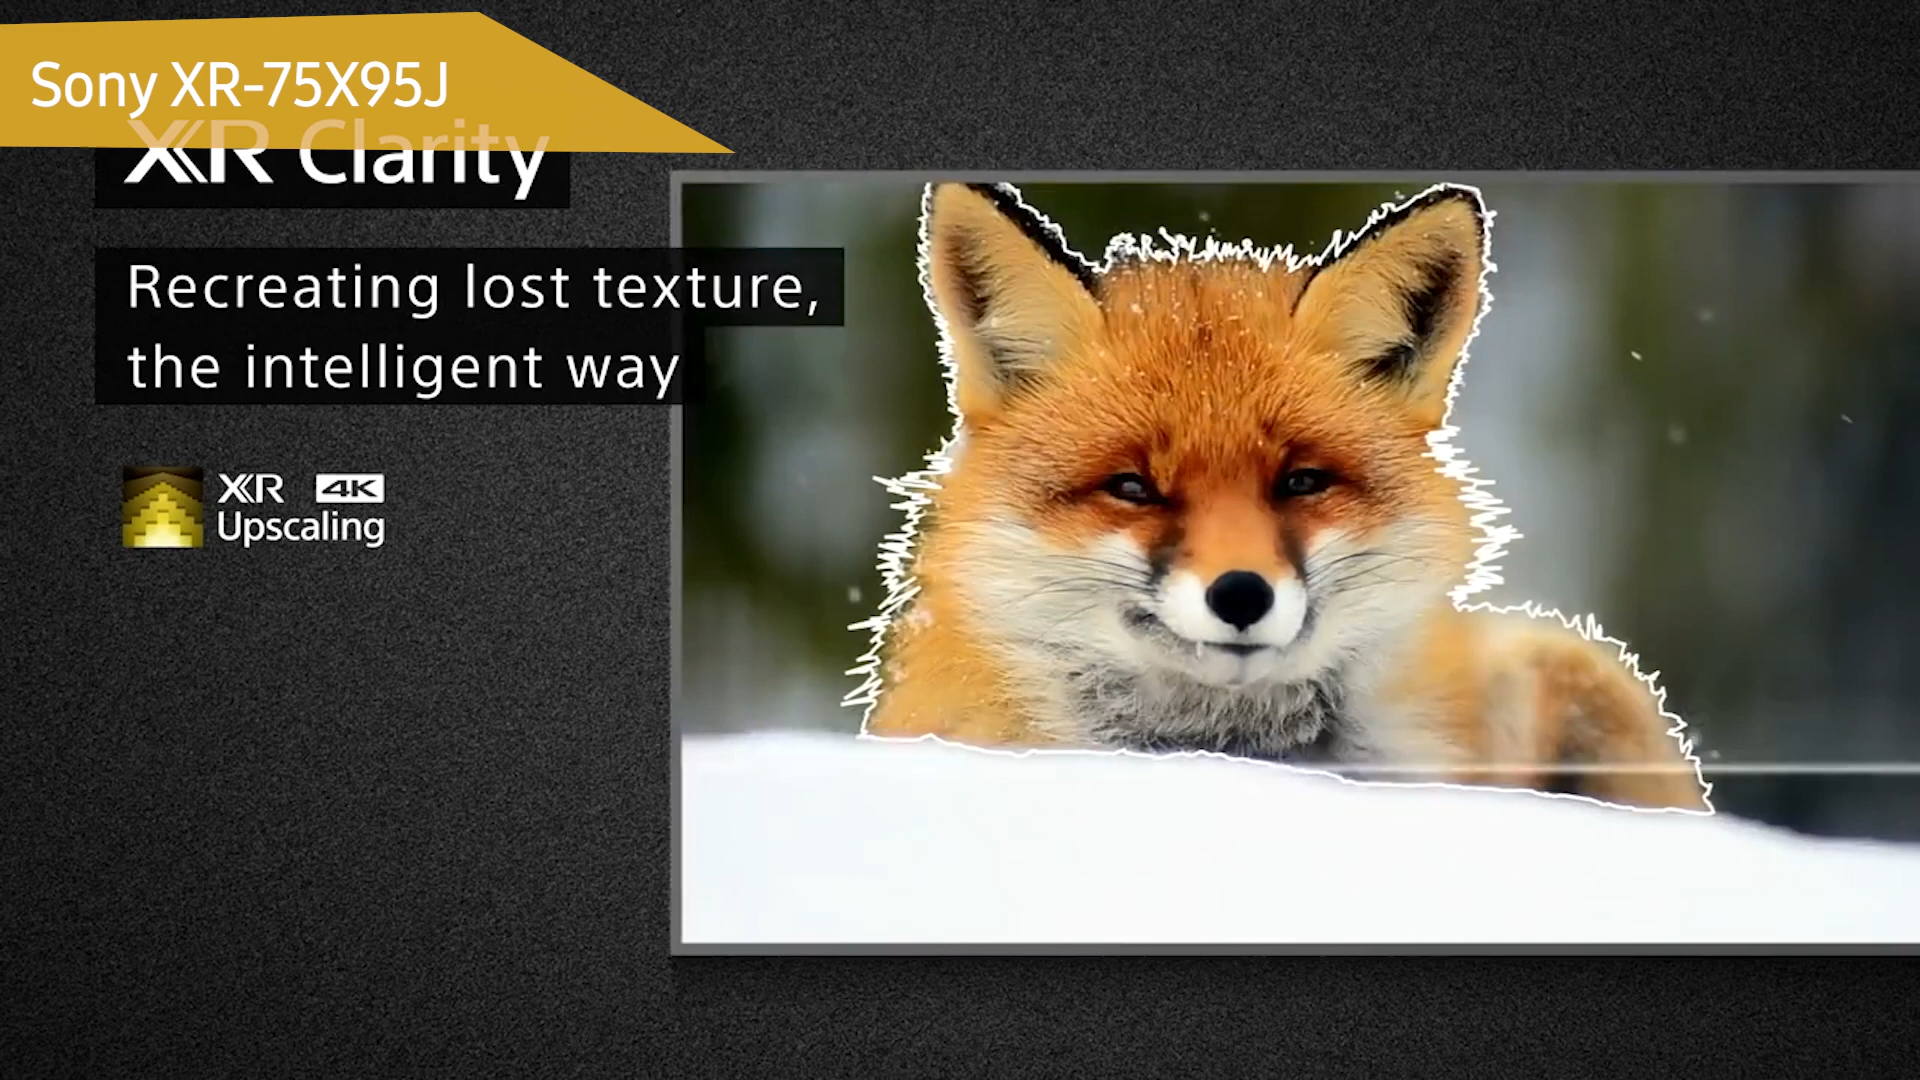 Sony XR-75X95J
XR Clarity
Recreating lost texture,
the intelligent way
XR 4K
Upscaling